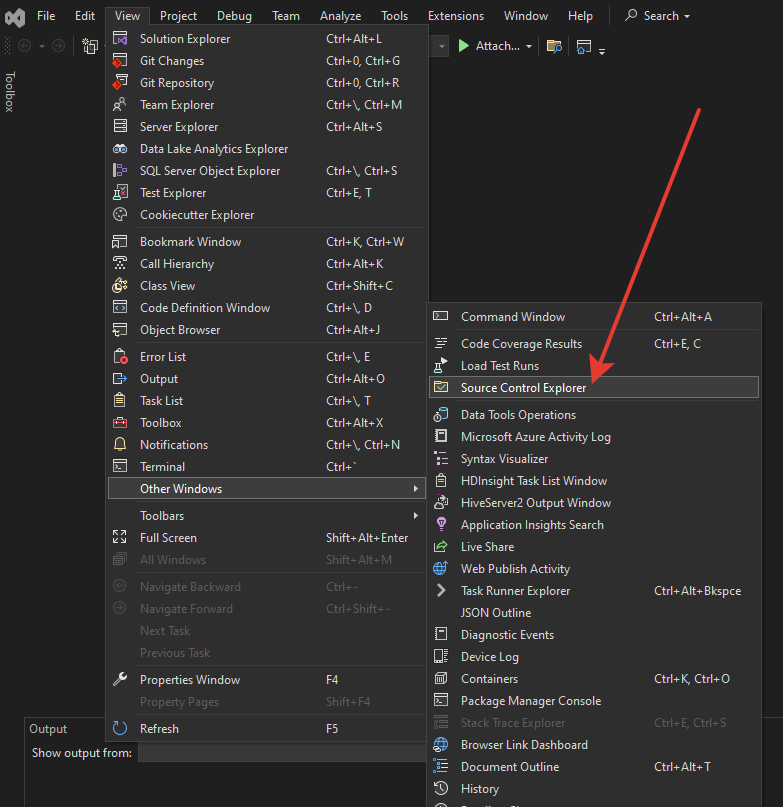 File Edit View Project Debug Team Analyze Tools Extensions Window Help Search
Attach...
Toolbox
Solution Explorer Ctrl+Alt+L
Git Changes Ctrl+0, Ctrl+G
Git Repository Ctrl+0, Ctrl+R
Team Explorer Ctrl+\, Ctrl+M
Server Explorer Ctrl+Alt+S
Data Lake Analytics Explorer
SQL Server Object Explorer Ctrl+\, Ctrl+S
Test Explorer Ctrl+E, T
Cookiecutter Explorer
Bookmark Window Ctrl+K, Ctrl+W
Call Hierarchy Ctrl+Alt+K
Class View Ctrl+Shift+C
Code Definition Window Ctrl+\, D
Object Browser Ctrl+Alt+J
Error List Ctrl+\, E
Output Ctrl+Alt+O
Task List Ctrl+\, T
Toolbox Ctrl+Alt+X
Notifications Ctrl+\, Ctrl+N
Terminal Ctrl+`
Other Windows
Toolbars
Full Screen Shift+Alt+Enter
All Windows Shift+Alt+M
Navigate Backward Ctrl+-
Navigate Forward Ctrl+Shift+-
Next Task
Previous Task
Properties Window F4
Property Pages Shift+F4
Refresh F5
Command Window Ctrl+Alt+A
Code Coverage Results Ctrl+E, C
Load Test Runs
Source Control Explorer
Data Tools Operations
Microsoft Azure Activity Log
Syntax Visualizer
HDInsight Task List Window
HiveServer2 Output Window
Application Insights Search
Live Share
Web Publish Activity
Task Runner Explorer Ctrl+Alt+Bkspce
JSON Outline
Diagnostic Events
Device Log
Containers Ctrl+K, Ctrl+O
Package Manager Console
Stack Trace Explorer Ctrl+E, Ctrl+S
Browser Link Dashboard
Document Outline Ctrl+Alt+T
History
Output
Show output from: